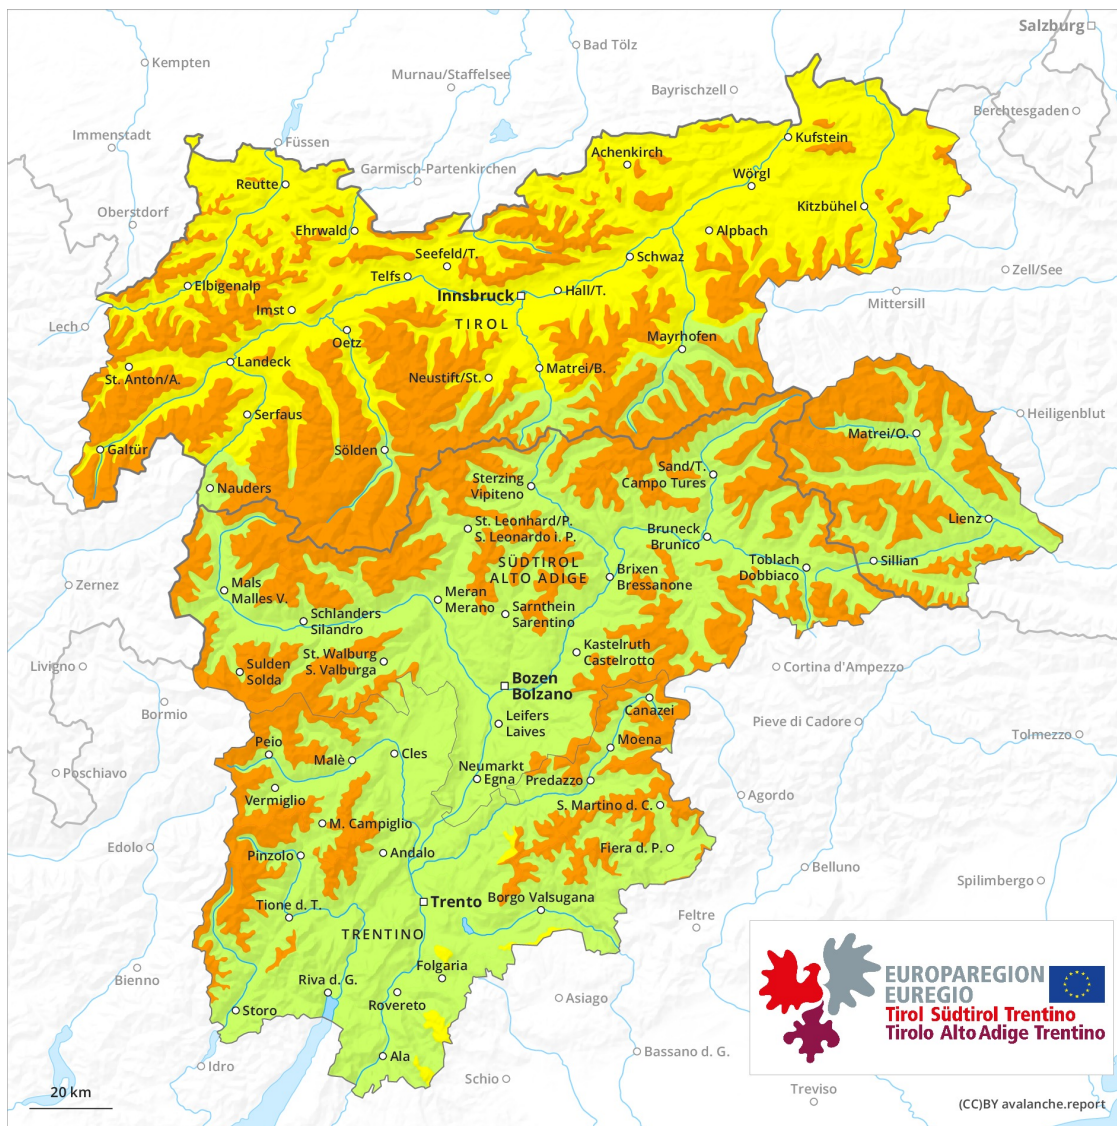 Salzburg
Bad Tölz
Kempten
Murnau/Staffelsee
Bayrischzell
Berchtesgaden
Immenstadt
Füssen
Kufstein
Achenkirch
Garmisch-Partenkirchen
Wörgl
Reutte
Oberstdorf
Kitzbühel
Ehrwald
Alpbach
Seefeld/T.
Schwaz
Zell/See
Telfs
Elbigenalp
Innsbruck
Hall/T.
Mittersill
Imst
TIROL
Lech
Oetz
Mayrhofen
Landeck
Matrei/B.
St. Anton/A.
Neustift/St.
Serfaus
Heiligenblut
Matrei/O.
Galtür
Sölden
Sand/T.
Campo Tures
Sterzing
Vipiteno
Nauders
Lienz
St. Leonhard/P.
S. Leonardo i. P.
Bruneck
Brunico
SÜDTIROL
ALTO ADIGE
Toblach
Dobbiaco
Sillian
Brixen
Bressanone
Zernez
Mals
Malles V.
Meran
Merano
Sarnthein
Sarentino
Schlanders
Silandro
Kastelruth
Castelrotto
St. Walburg
S. Valburga
Livigno
Sulden
Solda
Cortina d'Ampezzo
Bozen
Bolzano
Canazei
Bormio
Leifers
Laives
Pieve di Cadore
Tolmezzo
Moena
Peio
Cles
Malè
Poschiavo
Neumarkt
Egna
Predazzo
Vermiglio
Agordo
S. Martino d. C.
M. Campiglio
Edolo
Pinzolo
Andalo
Fiera d. P.
Belluno
Spilimbergo
Trento
Borgo Valsugana
Tione d. T.
Feltre
TRENTINO
Folgaria
Bienno
Riva d. G.
Rovereto
Asiago
Storo
EUROPAREGION
EUREGIO
Tirol Südtirol Trentino
Tirolo Alto Adige Trentino
Ala
Bassano d. G.
Idro
Schio
Treviso
20 km
(CC)BY avalanche.report